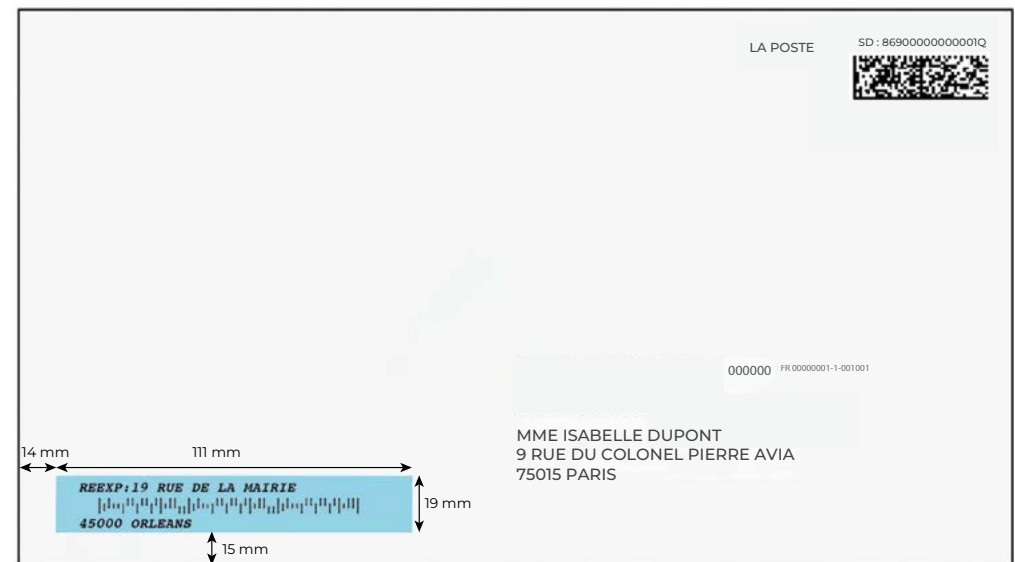 LA POSTE
SD : 86900000000001Q
000000 FR 00000001-1-001001
MME ISABELLE DUPONT
9 RUE DU COLONEL PIERRE AVIA
75015 PARIS
14 mm
111 mm
REEXP:19 RUE DE LA MAIRIE
45000 ORLEANS
19 mm
15 mm